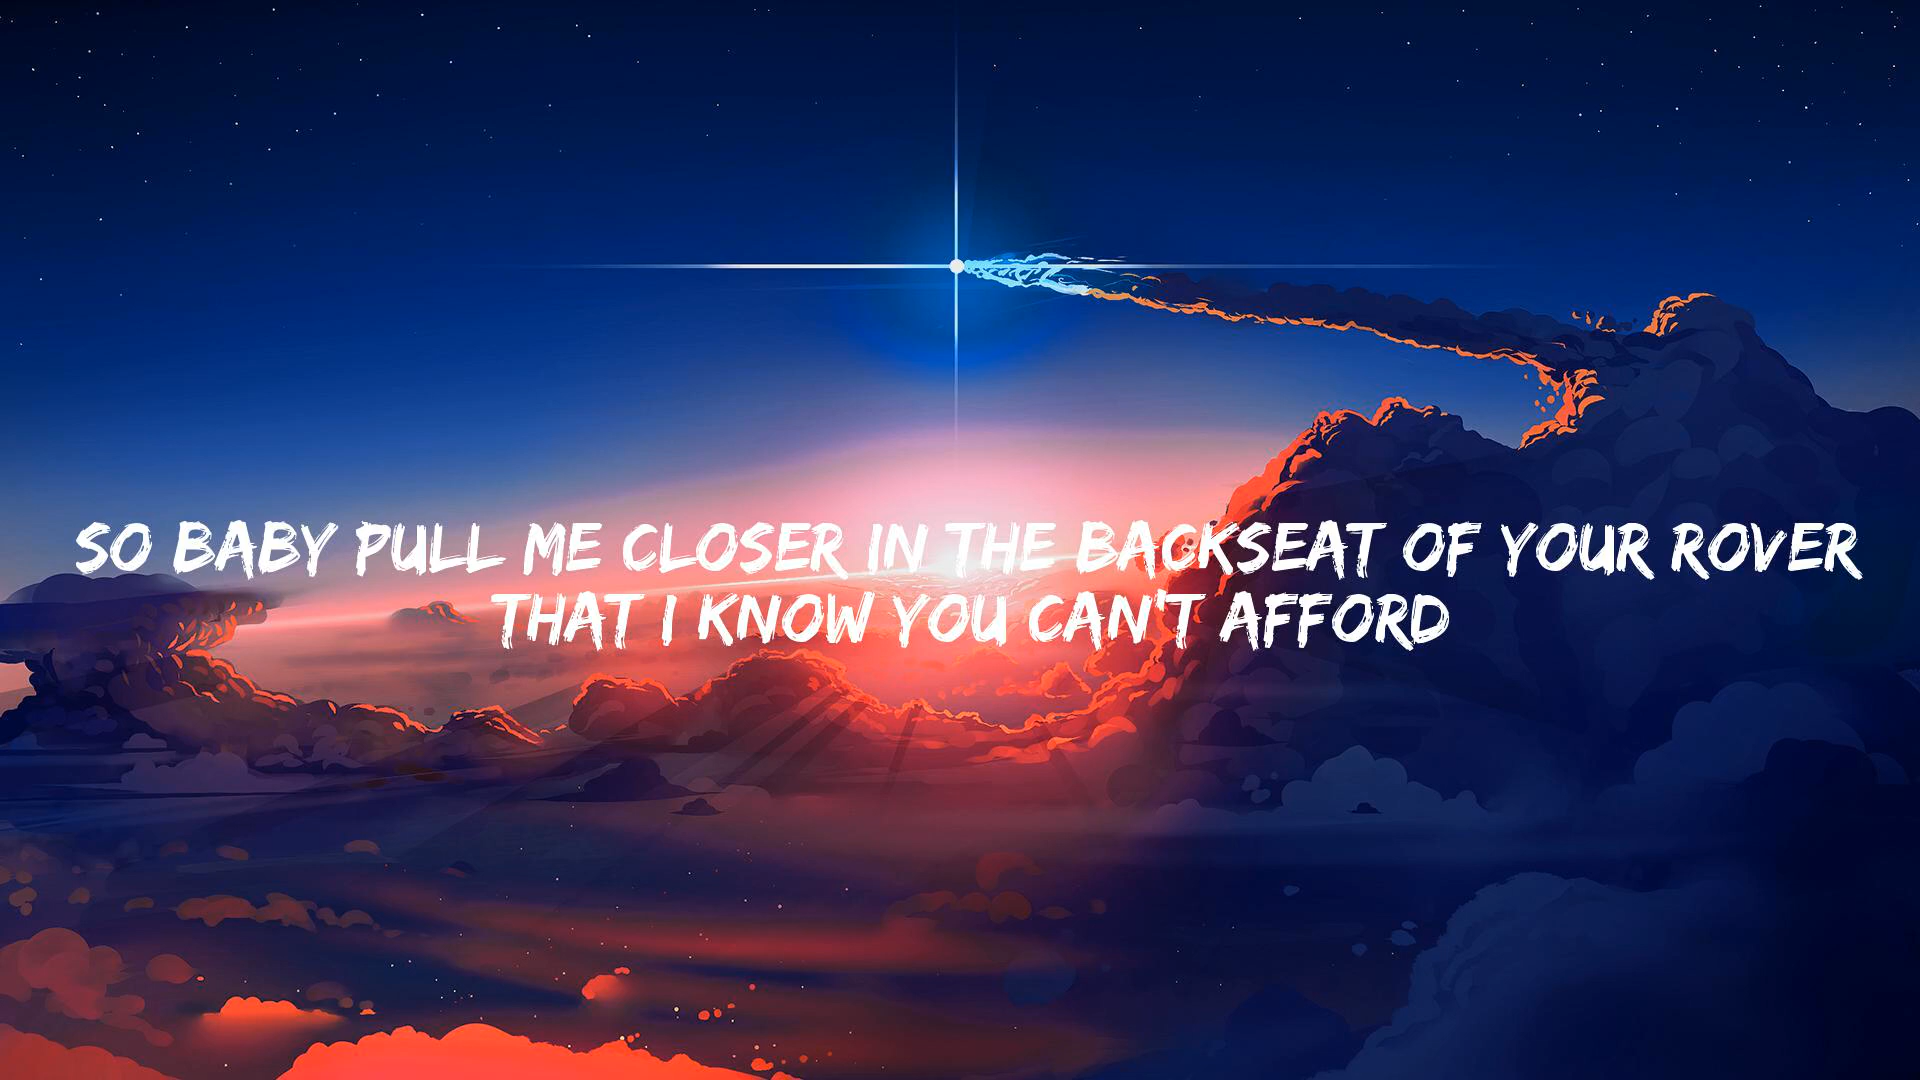 SO BABY PULL ME CLOSER IN THE BACKSEAT OF YOUR ROVER
THAT I KNOW YOU CAN'T AFFORD